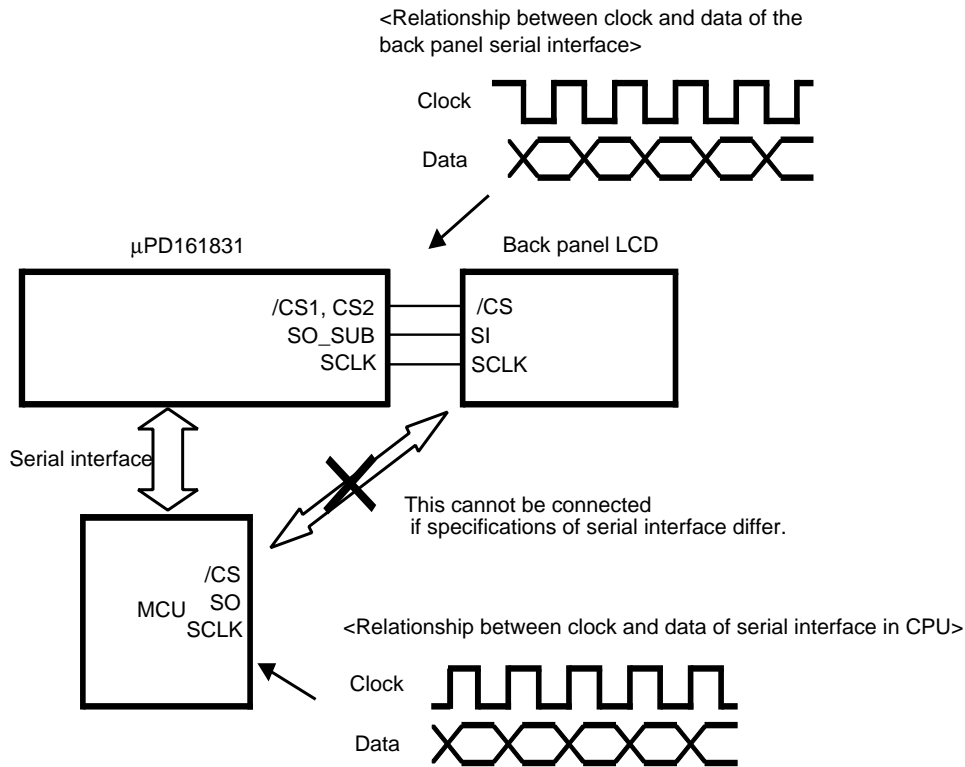 <Relationship between clock and data of the
back panel serial interface>
Clock
Data
μPD161831
Back panel LCD
/CS1, CS2
/CS
SO_SUB
SI
SCLK
SCLK
Serial interface
This cannot be connected
if specifications of serial interface differ.
/CS
MCU
SO
SCLK
<Relationship between clock and data of serial interface in CPU>
Clock
Data